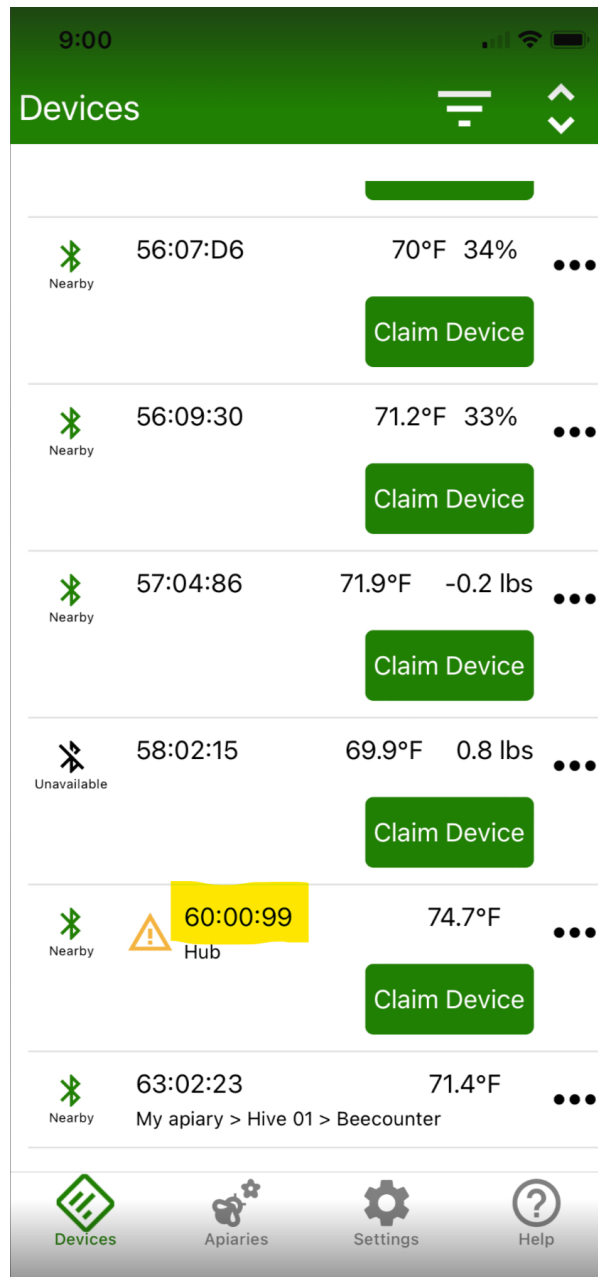 9:00
Devices
56:07:D6 70°F 34%
Nearby
Claim Device
56:09:30 71.2°F 33%
Nearby
Claim Device
57:04:86 71.9°F -0.2 lbs
Nearby
Claim Device
58:02:15 69.9°F 0.8 lbs
Unavailable
Claim Device
60:00:99 74.7°F
Nearby Hub
Claim Device
63:02:23 71.4°F
Nearby My apiary > Hive 01 > Beecounter
Devices Apiaries Settings Help